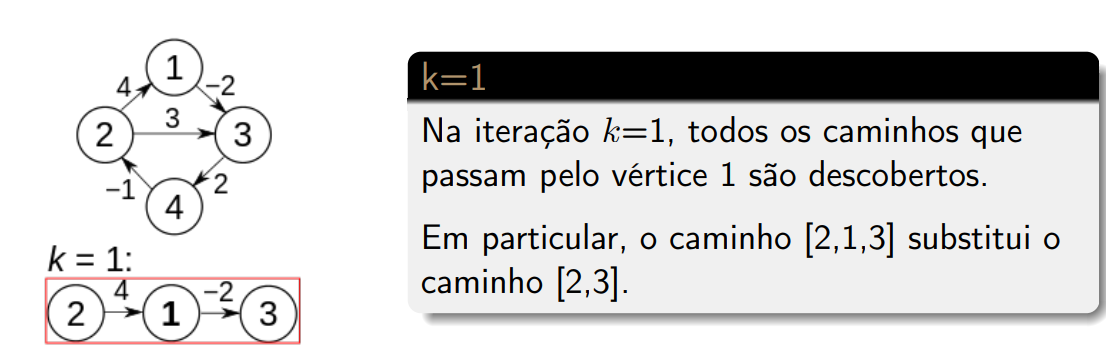 1
4
−2
2
3
3
−1
2
4
k = 1:
2
4
1
−2
3
k=1
Na iteração k=1, todos os caminhos que
passam pelo vértice 1 são descobertos.
Em particular, o caminho [2,1,3] substitui o
caminho [2,3].